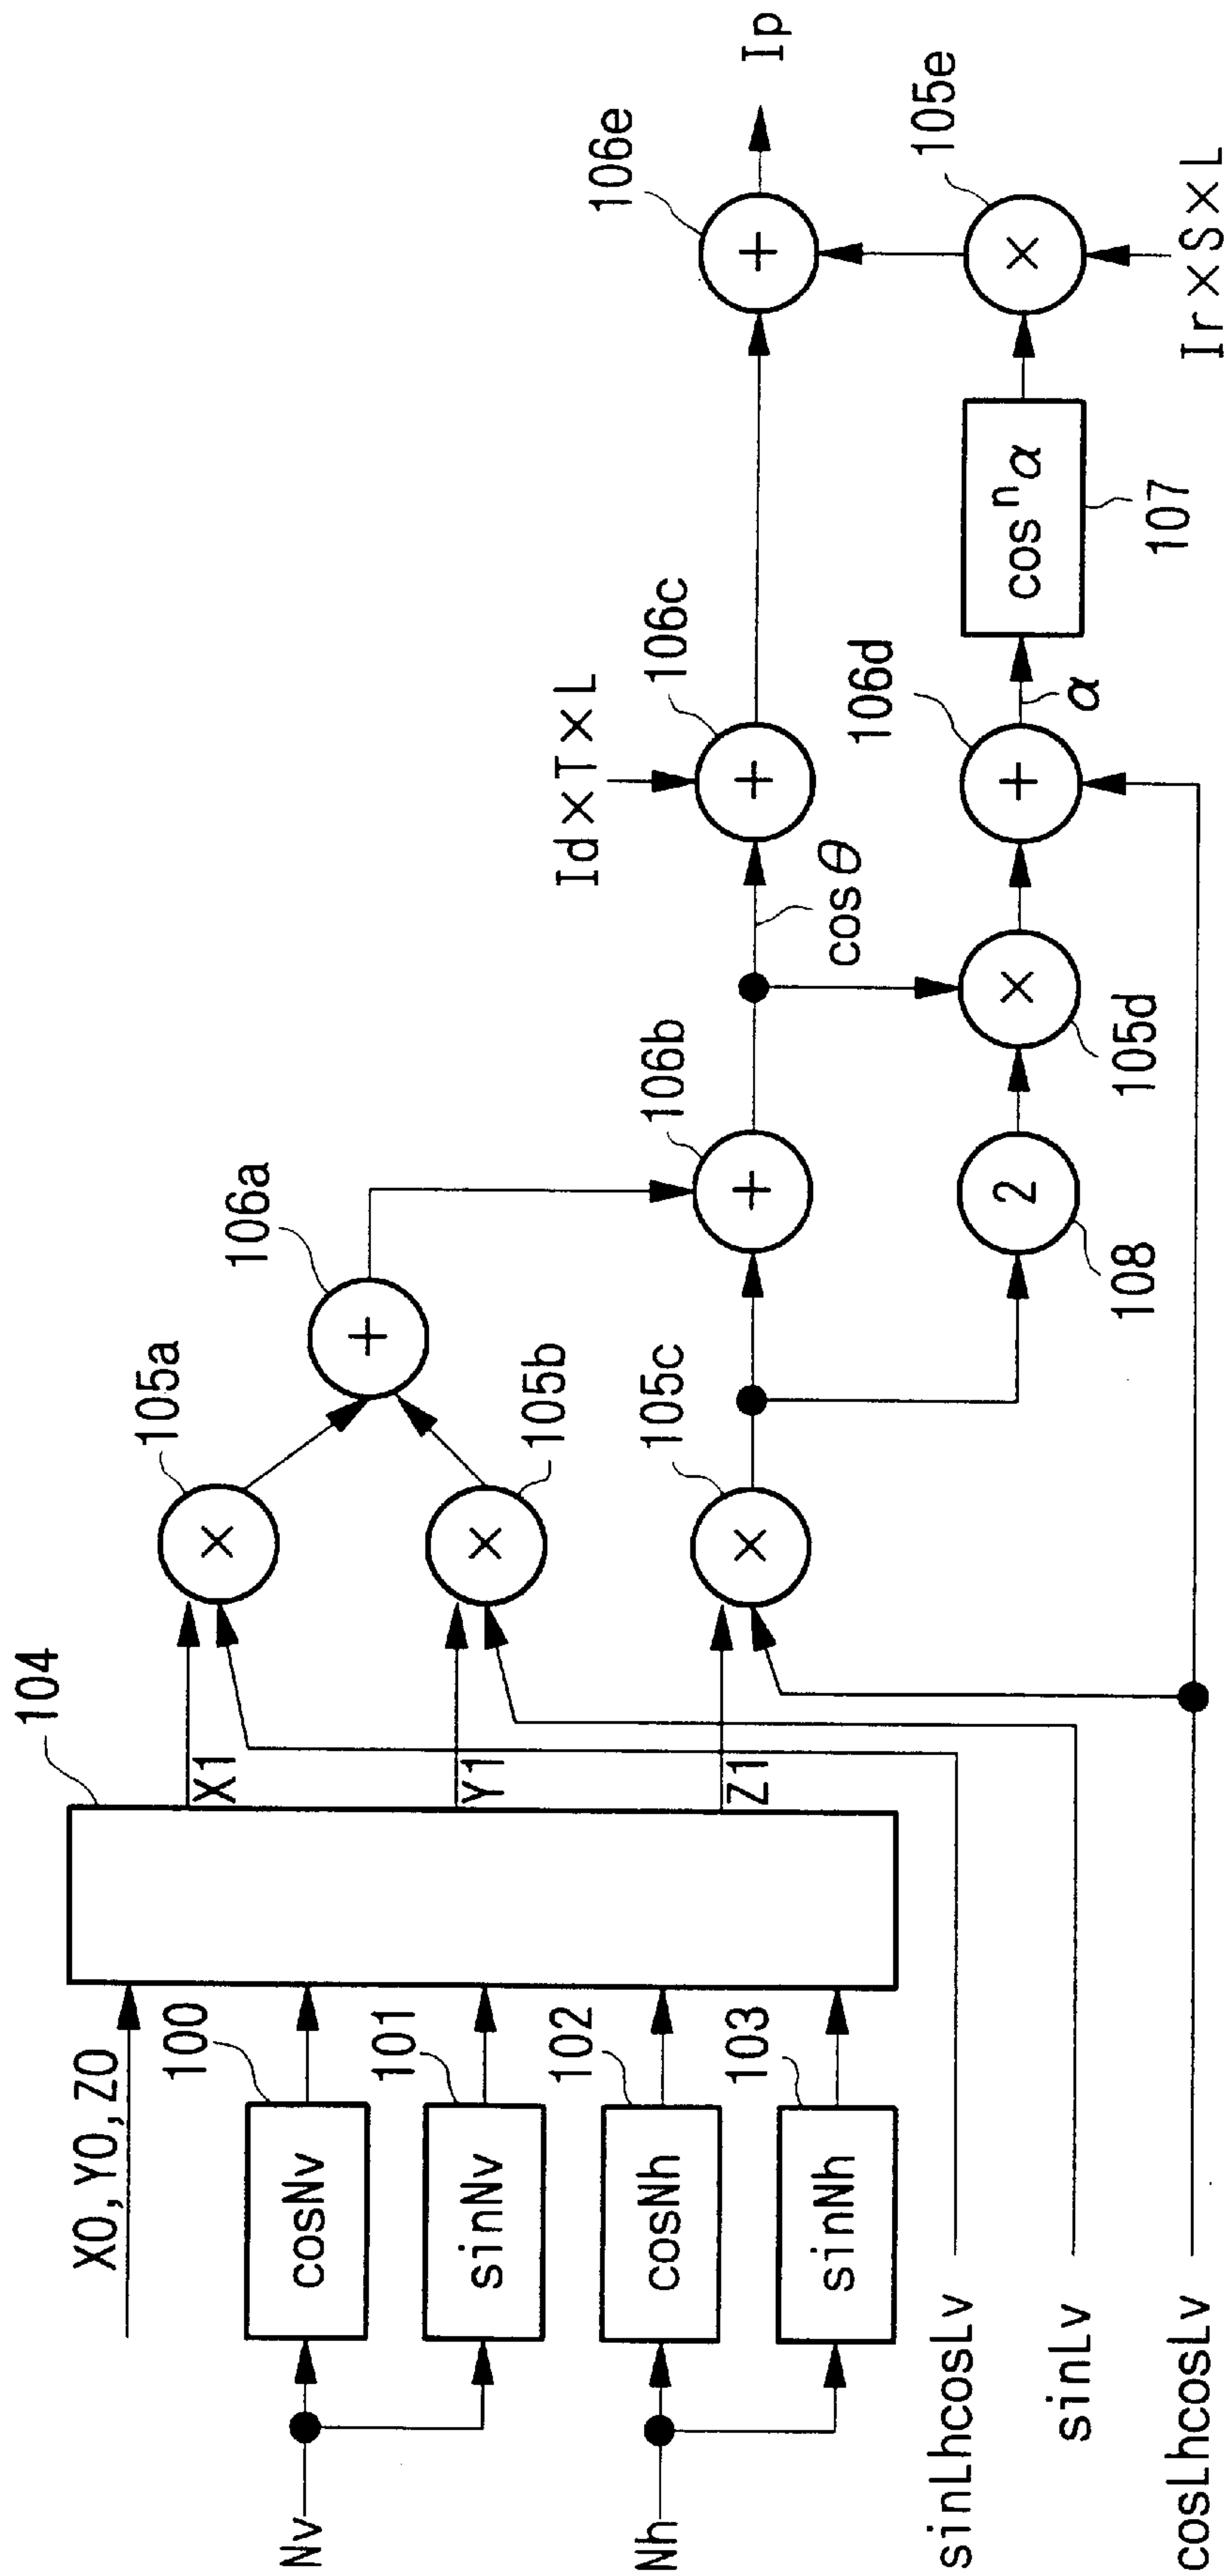 X0, Y0, Z0
104
Nv
cosNv
100
sinNv
101
Nh
cosNh
102
sinNh
103
sinLhcosLv
sinLv
cosLhcosLv
X1
Y1
Z1
×
105a
×
105b
×
105c
+
106a
+
106b
2
108
cosθ
×
105d
Id×T×L
+
106c
+
106d
α
cosⁿα
107
+
106e
×
105e
Ir×S×L
Ip